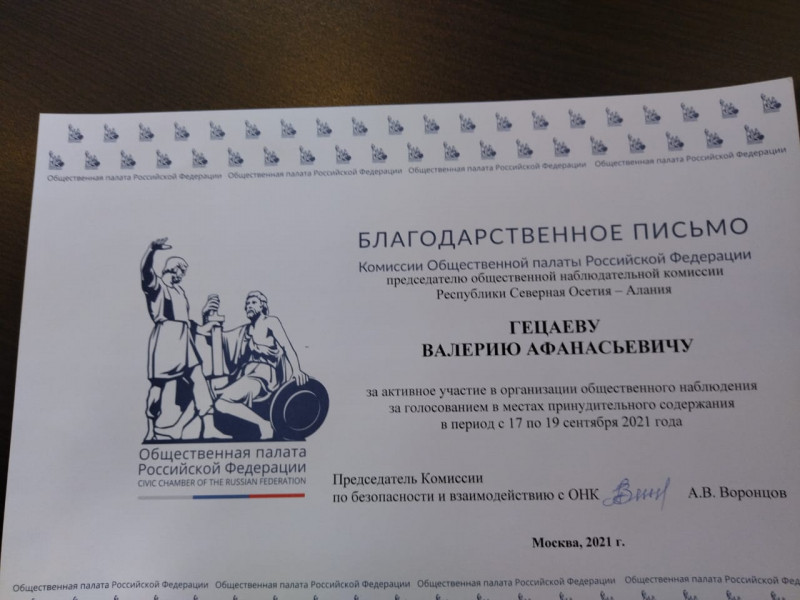 Общественная палата Российской Федерации Общественная палата Российской Федерации Общественная палата Российской Федерации Общественная палата Российской Федерации
БЛАГОДАРСТВЕННОЕ ПИСЬМО
Комиссии Общественной палаты Российской Федерации
председателю общественной наблюдательной комиссии
Республики Северная Осетия – Алания
ГЕЦАЕВУ
ВАЛЕРИЮ АФАНАСЬЕВИЧУ
за активное участие в организации общественного наблюдения
за голосованием в местах принудительного содержания
в период с 17 по 19 сентября 2021 года
Общественная палата
Российской Федерации
CIVIC CHAMBER OF THE RUSSIAN FEDERATION
Председатель Комиссии
по безопасности и взаимодействию с ОНК А.В. Воронцов
Москва, 2021 г.
Общественная палата Российской Федерации Общественная палата Российской Федерации Общественная палата Российской Федерации Общественная палата Российской Феде